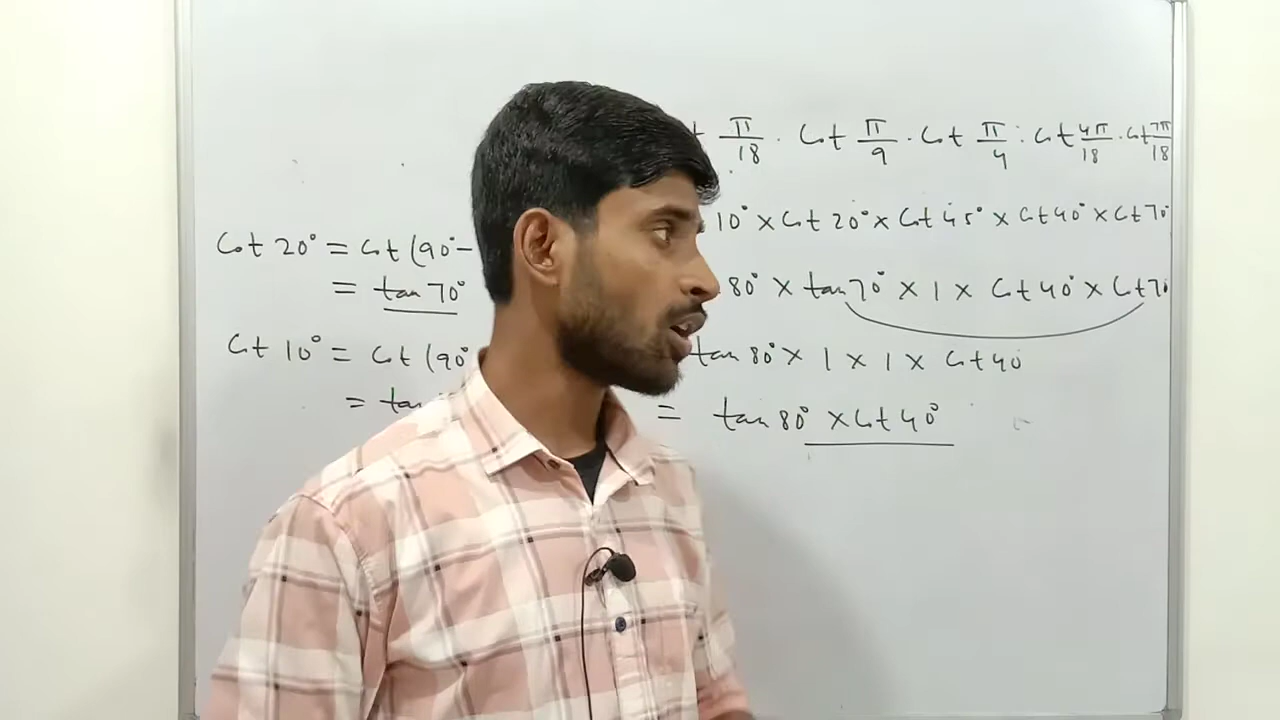 π/18 · Cot π/9 · Cot π/4 · Cot 4π/18 · Cot 7π/18
10° × Cot 20° × Cot 45° × Cot 40° × Cot 70°
80° × tan 70° × 1 × Cot 40° × Cot 70
tan 80° × 1 × 1 × Cot 40
= tan 80° × Cot 40°
Cot 20° = Cot (90° −
= tan 70°
Cot 10° = Cot (90°
= tan